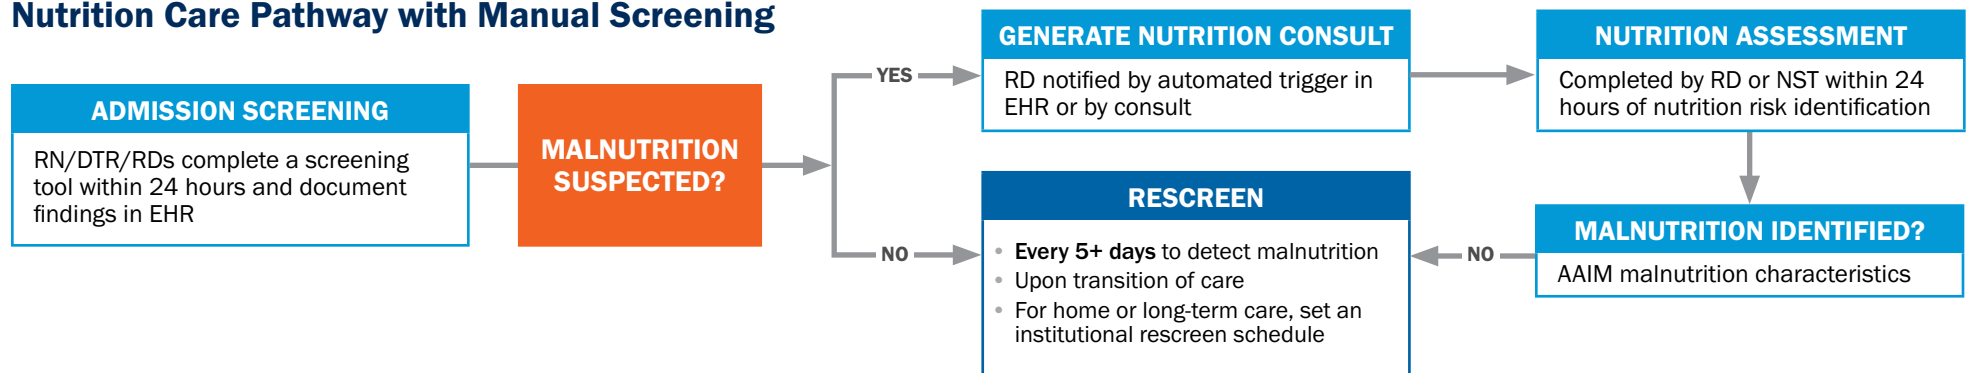 Nutrition Care Pathway with Manual Screening
ADMISSION SCREENING
RN/DTR/RDs complete a screening
tool within 24 hours and document
findings in EHR
MALNUTRITION
SUSPECTED?
YES
GENERATE NUTRITION CONSULT
RD notified by automated trigger in
EHR or by consult
NUTRITION ASSESSMENT
Completed by RD or NST within 24
hours of nutrition risk identification
NO
RESCREEN
• Every 5+ days to detect malnutrition
• Upon transition of care
• For home or long-term care, set an
institutional rescreen schedule
NO
MALNUTRITION IDENTIFIED?
AAIM malnutrition characteristics